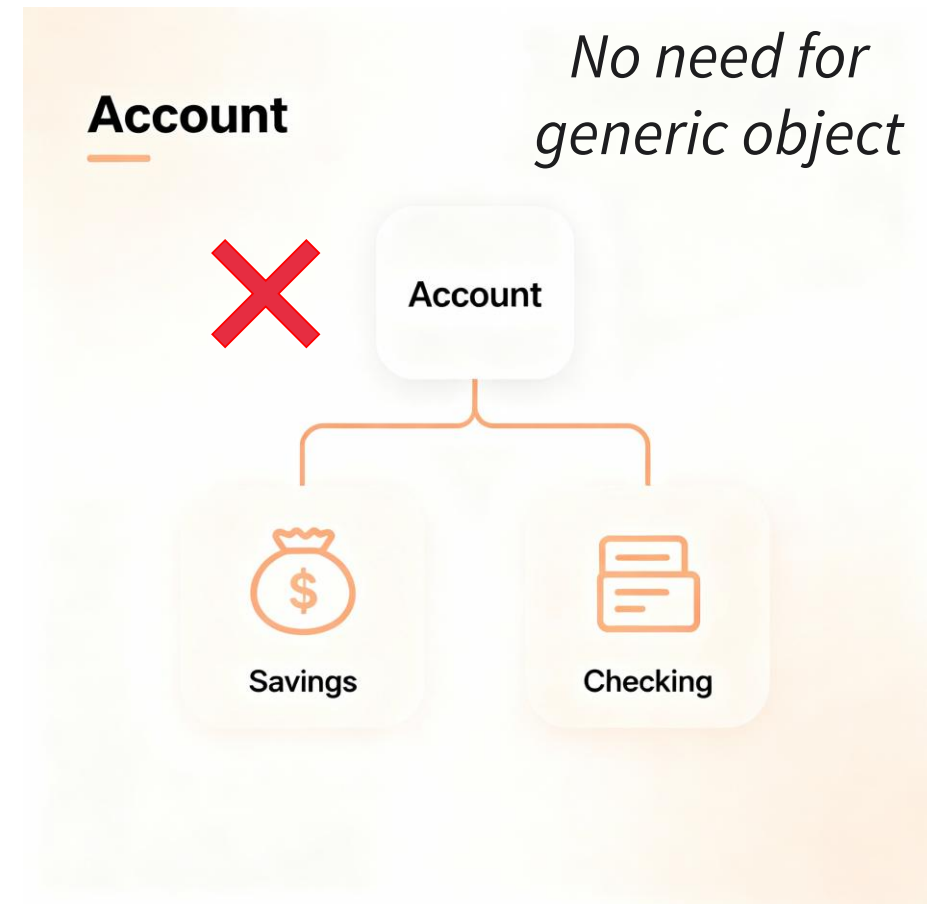 No need for
generic object
Account
Account
$
Savings
Checking